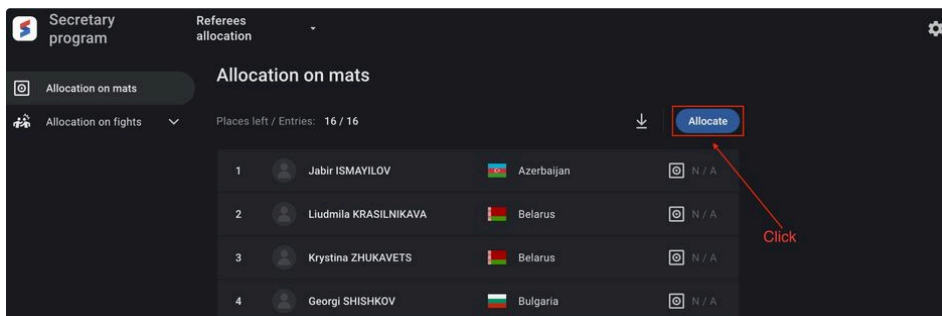 Secretary program
Referees allocation
Allocation on mats
Allocation on fights
Allocation on mats
Places left / Entries: 16 / 16
Allocate
1 Jabir ISMAYILOV Azerbaijan N / A
2 Liudmila KRASILNIKAVA Belarus N / A
3 Krystina ZHUKAVETS Belarus N / A
4 Georgi SHISHKOV Bulgaria N / A
Click